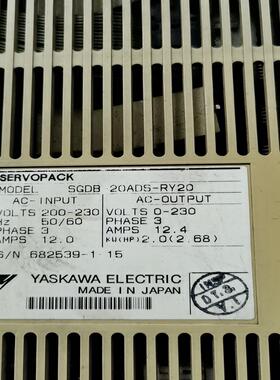 SERVOPACK
MODEL SGDB 20ADS-RY20
AC-INPUT AC-OUTPUT
VOLTS 200-230 VOLTS 0-230
Hz 50/60 PHASE 3
PHASE 3 AMPS 12.4
AMPS 12.0 KW(HP) 2.0(2.68)
S/N 682539-1-15
YASKAWA ELECTRIC
MADE IN JAPAN